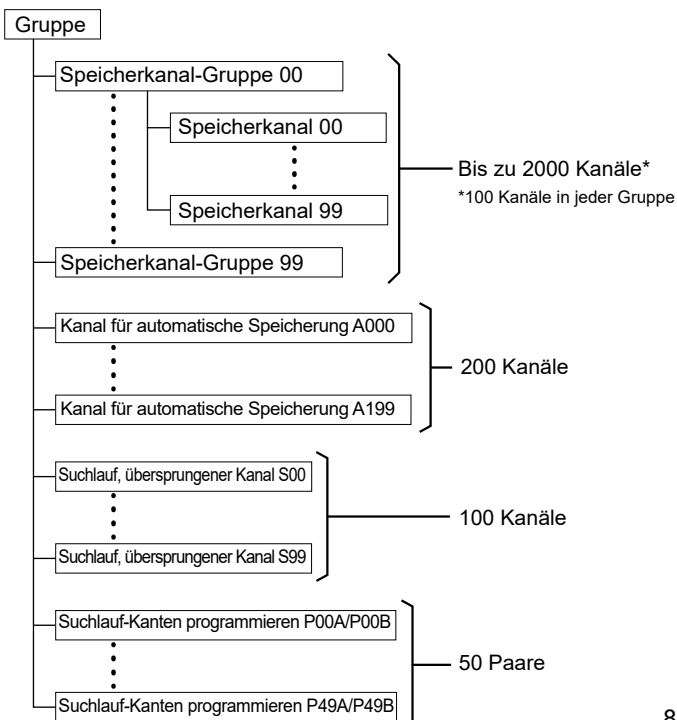 Gruppe
Speicherkanal-Gruppe 00
Speicherkanal 00
Speicherkanal 99
Speicherkanal-Gruppe 99
Bis zu 2000 Kanäle*
*100 Kanäle in jeder Gruppe
Kanal für automatische Speicherung A000
Kanal für automatische Speicherung A199
200 Kanäle
Suchlauf, übersprungener Kanal S00
Suchlauf, übersprungener Kanal S99
100 Kanäle
Suchlauf-Kanten programmieren P00A/P00B
Suchlauf-Kanten programmieren P49A/P49B
50 Paare
8